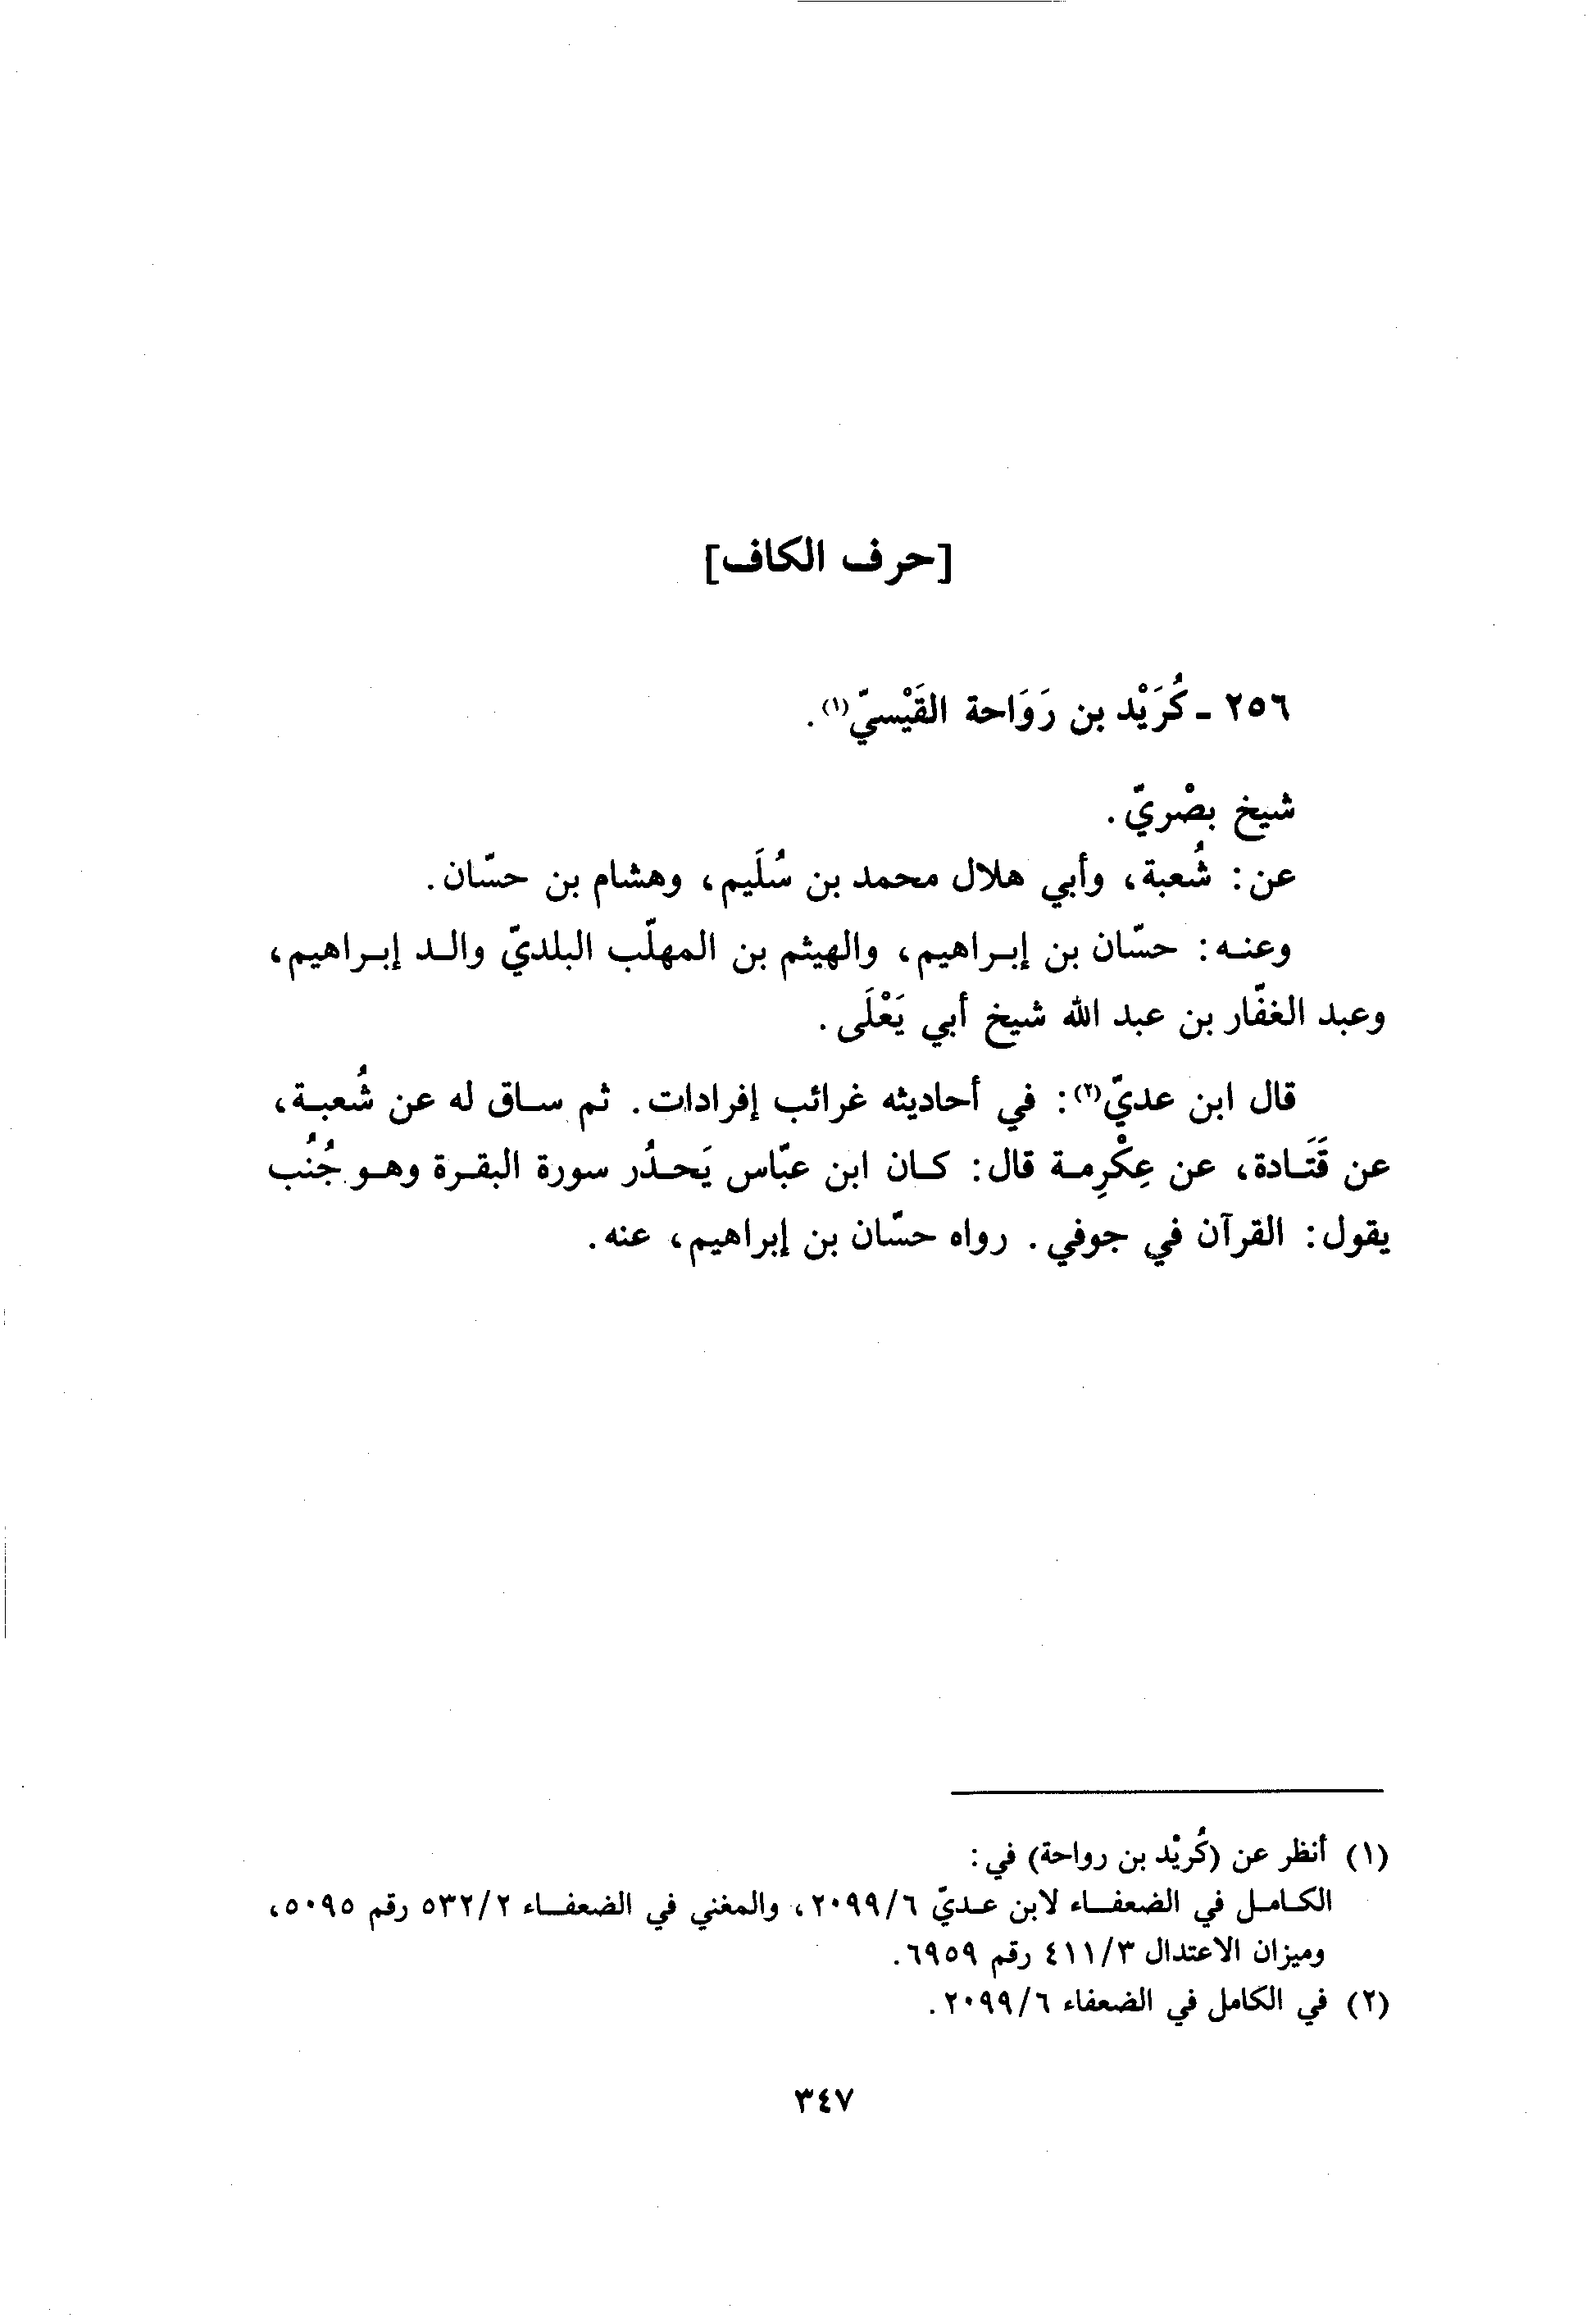 [حرف الكاف]
٢٥٦ - كُرَيْد بن رَوَاحة القَيْسيّ(١).
شيخ بصْريّ.
عن: شُعبة، وأبي هلال محمد بن سُلَيم، وهشام بن حسّان.
وعنه: حسّان بن إبراهيم، والهيثم بن المهلّب البلديّ والد إبراهيم،
وعبد الغفّار بن عبد الله شيخ أبي يَعْلَى.
قال ابن عديّ(٢): في أحاديثه غرائب إفرادات. ثم ساق له عن شُعبة،
عن قَتَادة، عن عِكْرِمة قال: كان ابن عبّاس يَحدُر سورة البقرة وهو جُنُب
يقول: القرآن في جوفي. رواه حسّان بن إبراهيم، عنه.
(١) أنظر عن (كُريْد بن رواحة) في:
الكامل في الضعفاء لابن عديّ ٢٠٩٩/٦، والمغني في الضعفاء ٥٣٢/٢ رقم ٥٠٩٥،
وميزان الاعتدال ٤١١/٣ رقم ٦٩٥٩.
(٢) في الكامل في الضعفاء ٢٠٩٩/٦.
٣٤٧